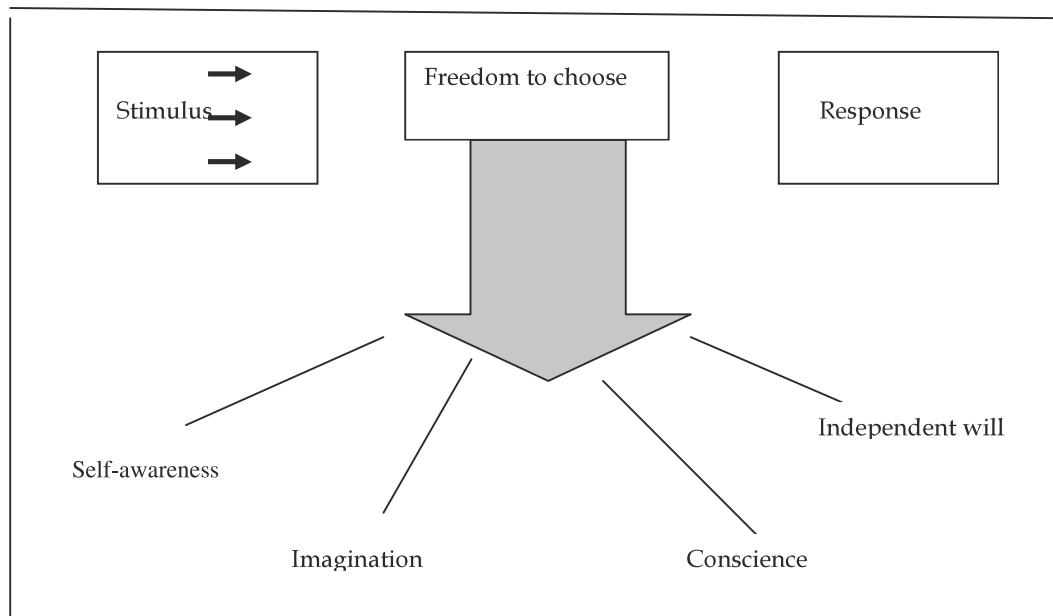 Stimulus
Freedom to choose
Response
Self-awareness
Imagination
Conscience
Independent will